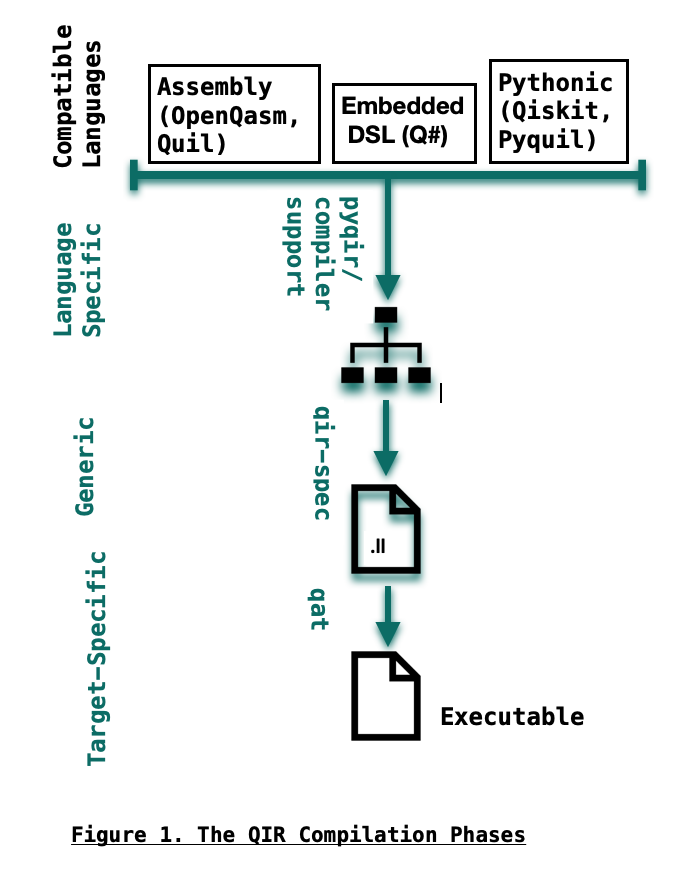 Compatible
Languages
Assembly
(OpenQasm,
Quil)
Embedded
DSL (Q#)
Pythonic
(Qiskit,
Pyquil)
Language
Specific
pyqir/
compiler
support
Generic
qir-spec
.ll
Target-Specific
qat
Executable
Figure 1. The QIR Compilation Phases